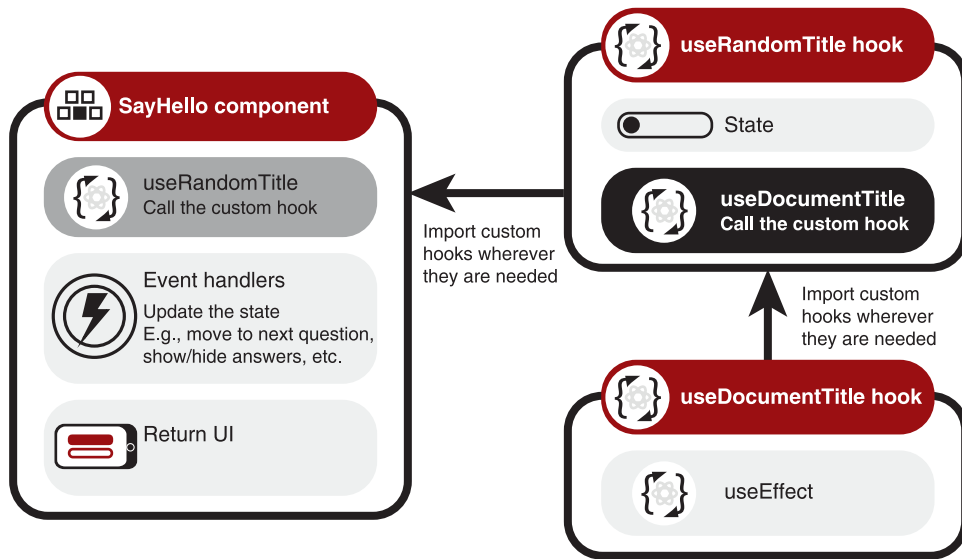 SayHello component
useRandomTitle
Call the custom hook
Event handlers
Update the state
E.g., move to next question,
show/hide answers, etc.
Return UI
Import custom
hooks wherever
they are needed
useRandomTitle hook
State
useDocumentTitle
Call the custom hook
Import custom
hooks wherever
they are needed
useDocumentTitle hook
useEffect